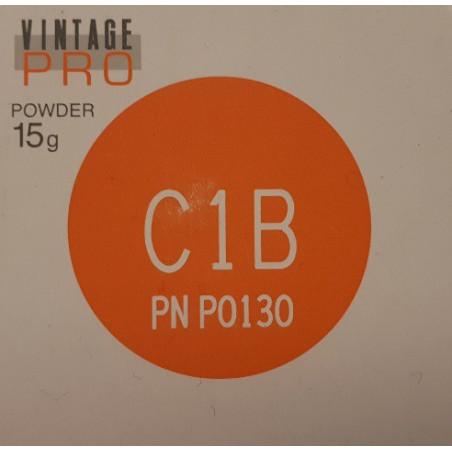 VINTAGE
PRO
POWDER
15g
C1B
PN P0130